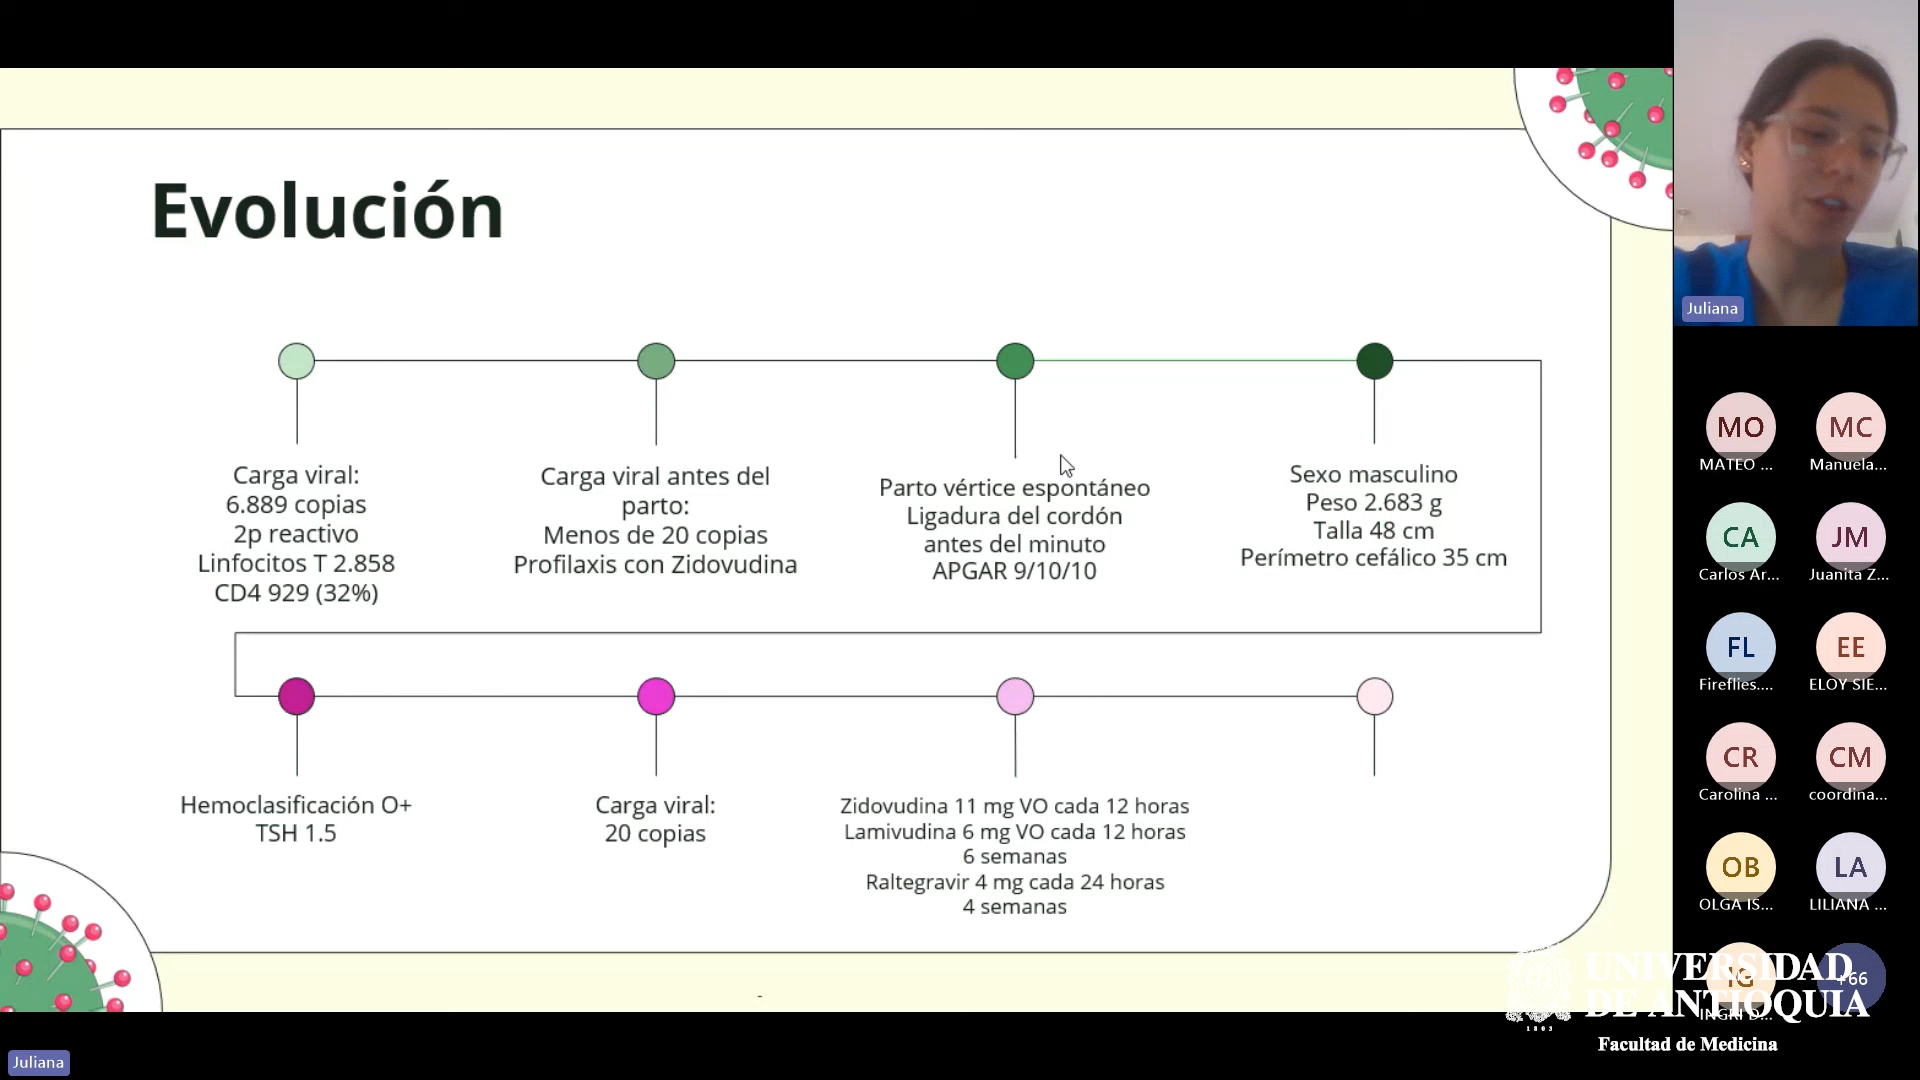 Evolución
Carga viral:
6.889 copias
2p reactivo
Linfocitos T 2.858
CD4 929 (32%)
Carga viral antes del
parto:
Menos de 20 copias
Profilaxis con Zidovudina
Parto vértice espontáneo
Ligadura del cordón
antes del minuto
APGAR 9/10/10
Sexo masculino
Peso 2.683 g
Talla 48 cm
Perímetro cefálico 35 cm
Hemoclasificación O+
TSH 1.5
Carga viral:
20 copias
Zidovudina 11 mg VO cada 12 horas
Lamivudina 6 mg VO cada 12 horas
6 semanas
Raltegravir 4 mg cada 24 horas
4 semanas
-
Juliana
Juliana
MO
MATEO ...
MC
Manuela...
CA
Carlos Ar...
JM
Juanita Z...
FL
Fireflies....
EE
ELOY SIE...
CR
Carolina ...
CM
coordina...
OB
OLGA IS...
LA
LILIANA ...
IG
INGRI D...
+66
UNIVERSIDAD
DE ANTIOQUIA
1803
Facultad de Medicina